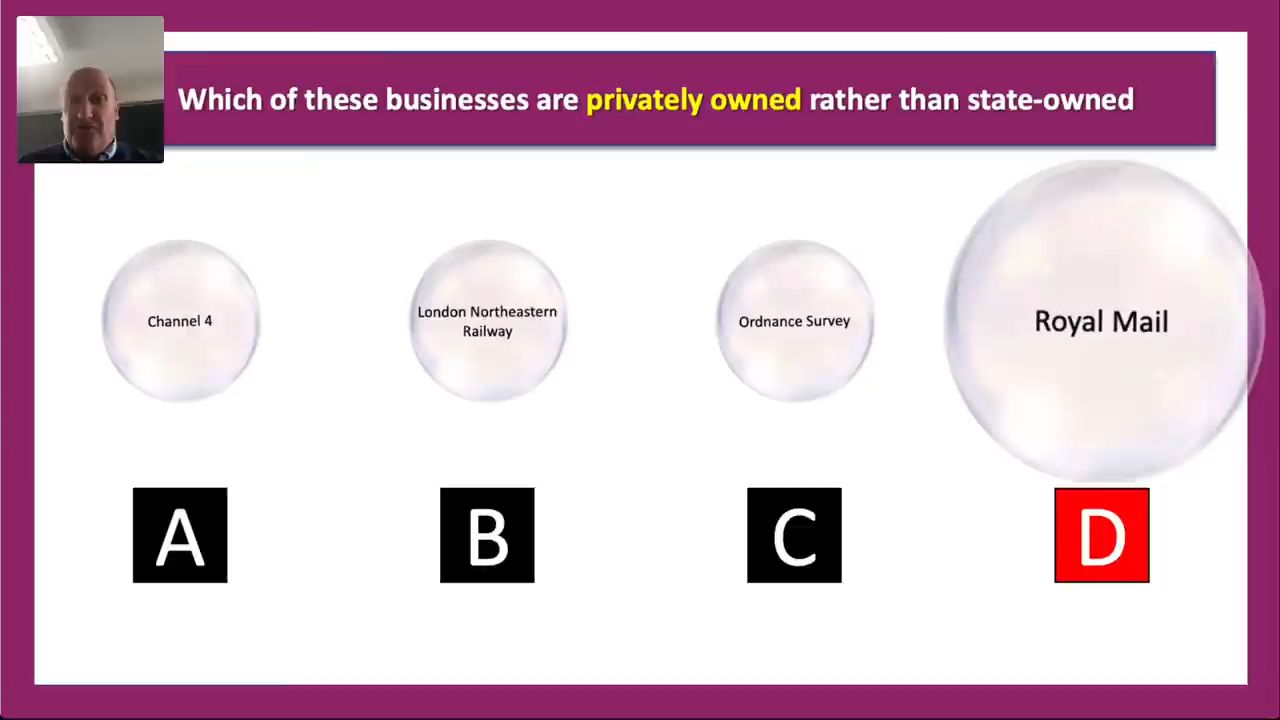 Which of these businesses are privately owned rather than state-owned
Channel 4
London Northeastern
Railway
Ordnance Survey
Royal Mail
A
B
C
D